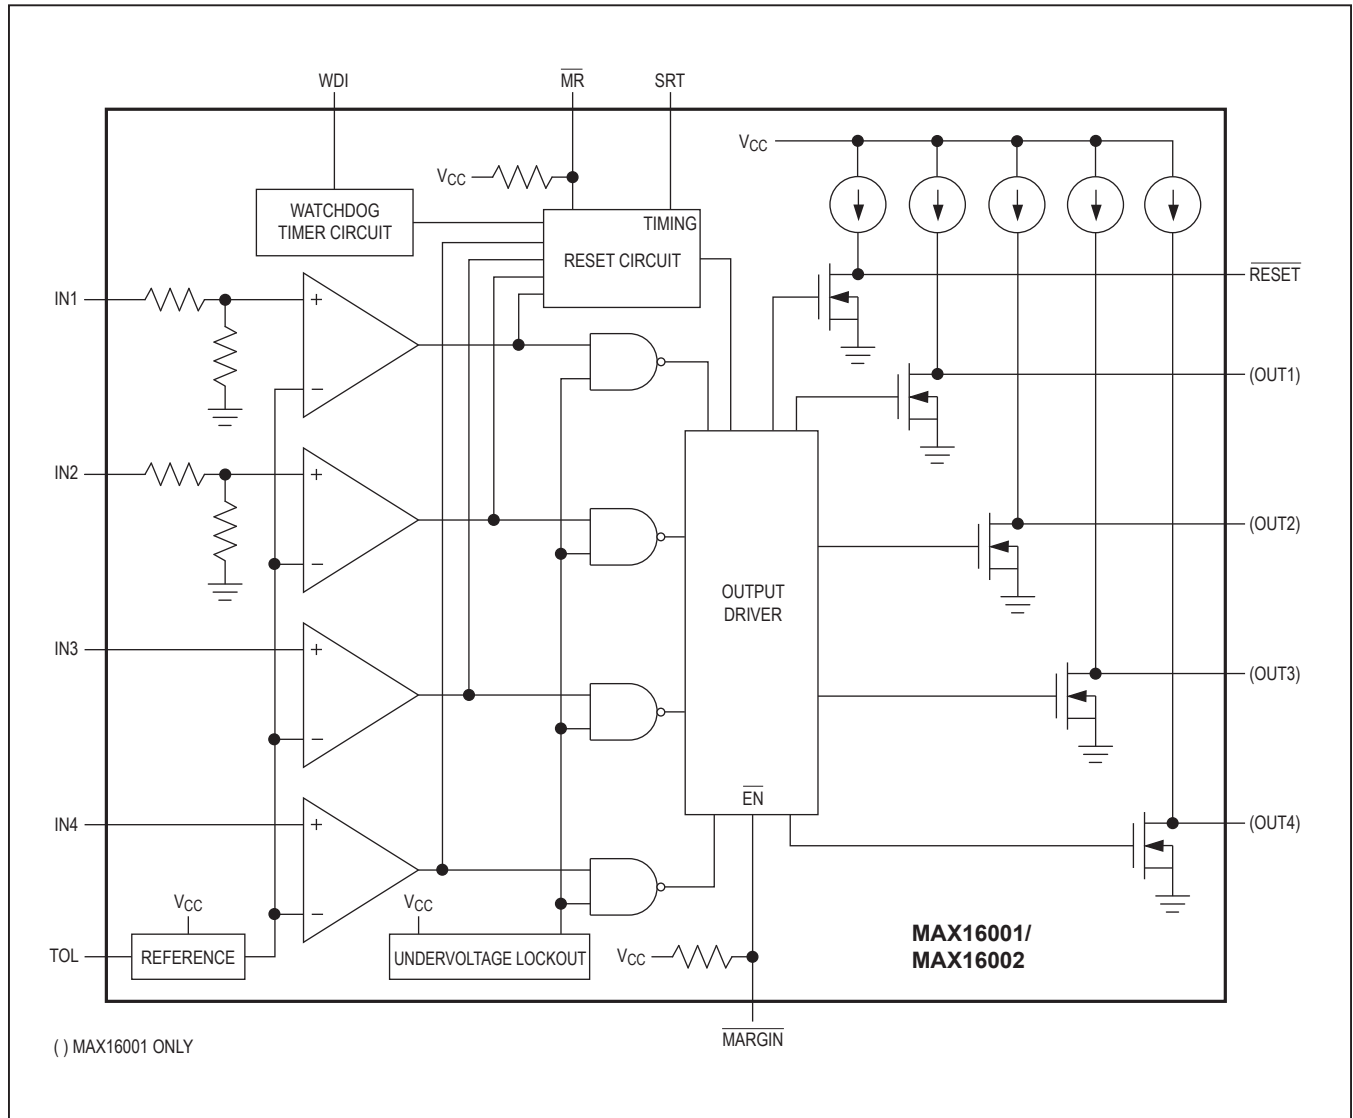 WDI
MR
SRT
VCC
VCC
WATCHDOG
TIMER CIRCUIT
TIMING
RESET CIRCUIT
RESET
IN1
+
−
(OUT1)
IN2
+
−
(OUT2)
OUTPUT
DRIVER
IN3
+
−
(OUT3)
EN
IN4
+
−
(OUT4)
VCC
VCC
TOL
REFERENCE
UNDERVOLTAGE LOCKOUT
VCC
MAX16001/
MAX16002
MARGIN
( ) MAX16001 ONLY